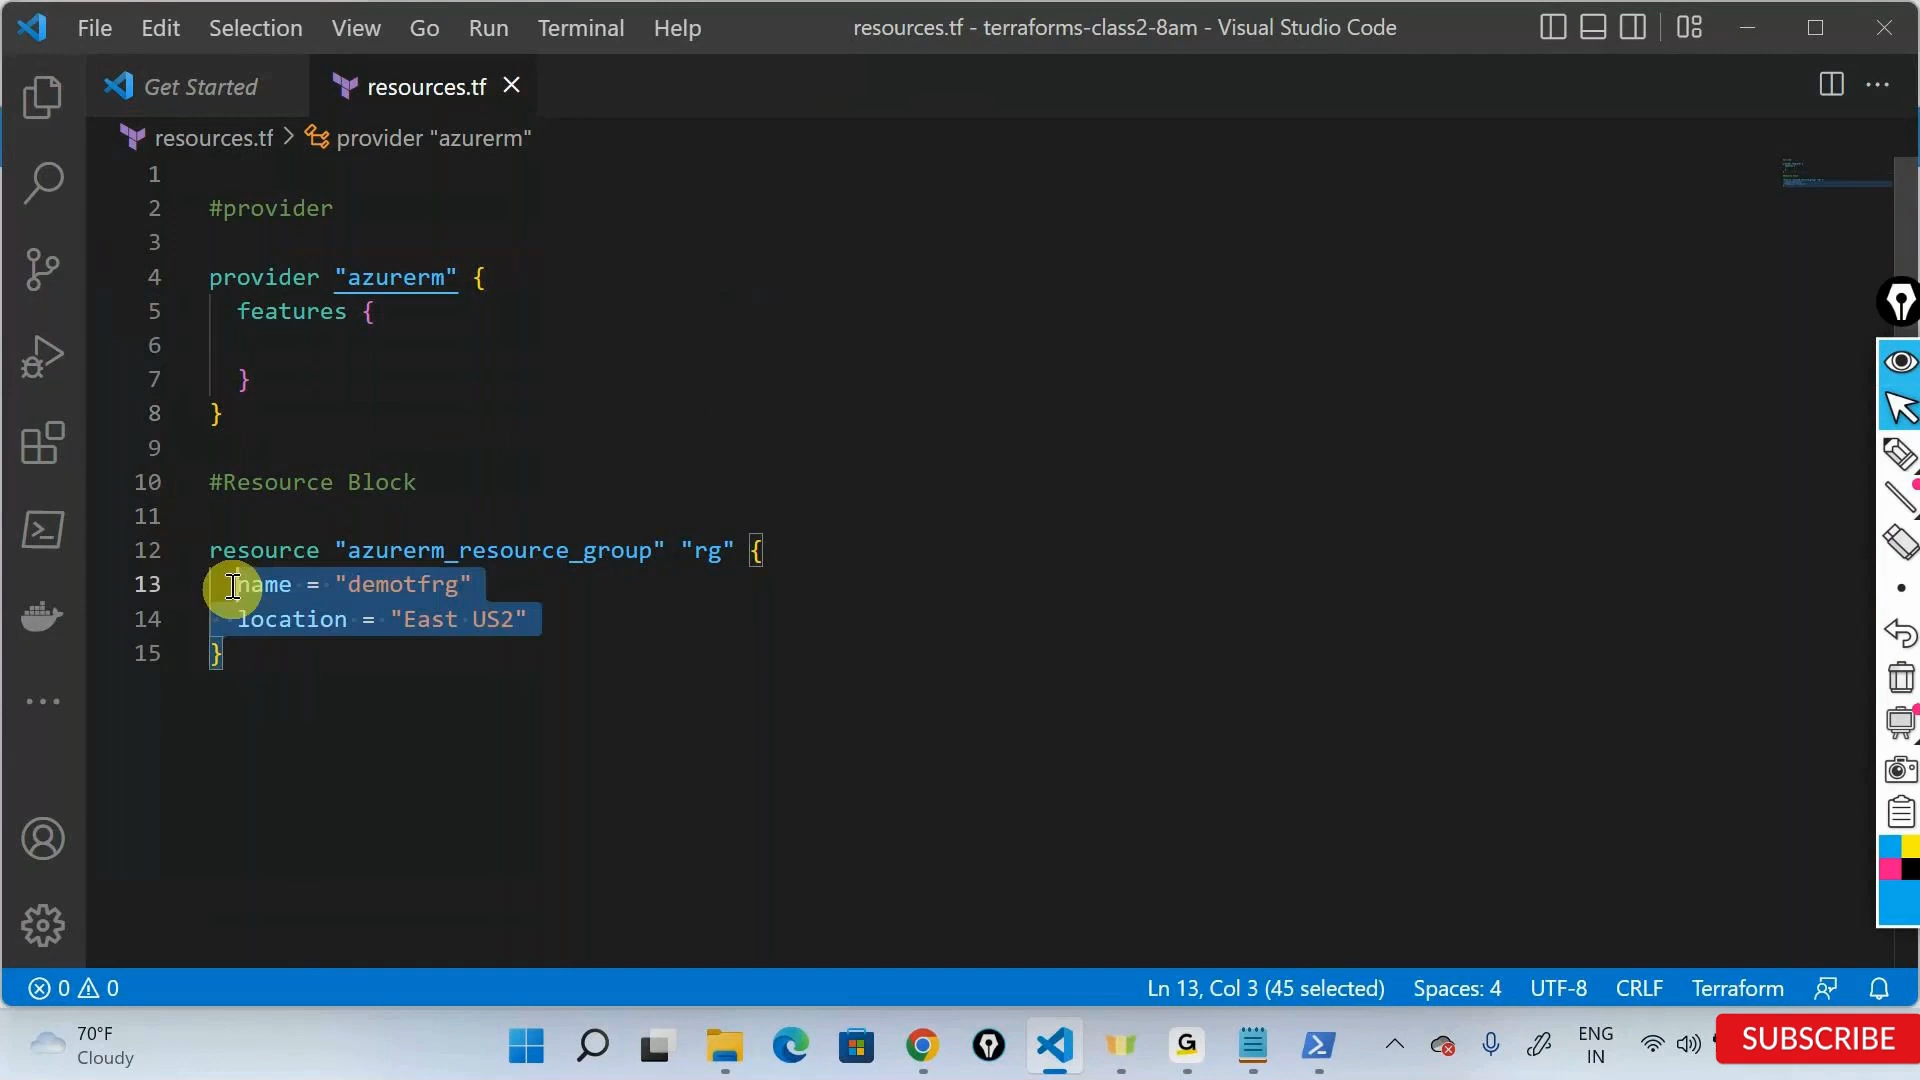 File Edit Selection View Go Run Terminal Help
resources.tf - terraforms-class2-8am - Visual Studio Code
Get Started
resources.tf
resources.tf > provider "azurerm"
1
2 #provider
3
4 provider "azurerm" {
5 features {
6
7 }
8 }
9
10 #Resource Block
11
12 resource "azurerm_resource_group" "rg" {
13 name = "demotfrg"
14 location = "East US2"
15 }
0 0
Ln 13, Col 3 (45 selected) Spaces: 4 UTF-8 CRLF Terraform
70°F
Cloudy
G
ENG
IN
SUBSCRIBE